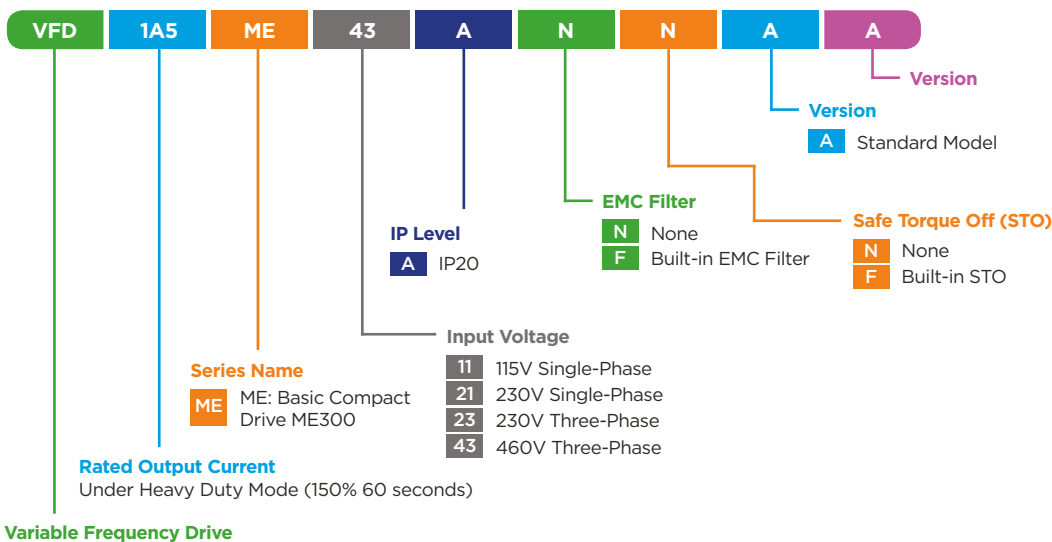 VFD 1A5 ME 43 A N N A A
Version
Version
A Standard Model
EMC Filter
N None
F Built-in EMC Filter
Safe Torque Off (STO)
N None
F Built-in STO
IP Level
A IP20
Input Voltage
11 115V Single-Phase
21 230V Single-Phase
23 230V Three-Phase
43 460V Three-Phase
Series Name
ME ME: Basic Compact
Drive ME300
Rated Output Current
Under Heavy Duty Mode (150% 60 seconds)
Variable Frequency Drive